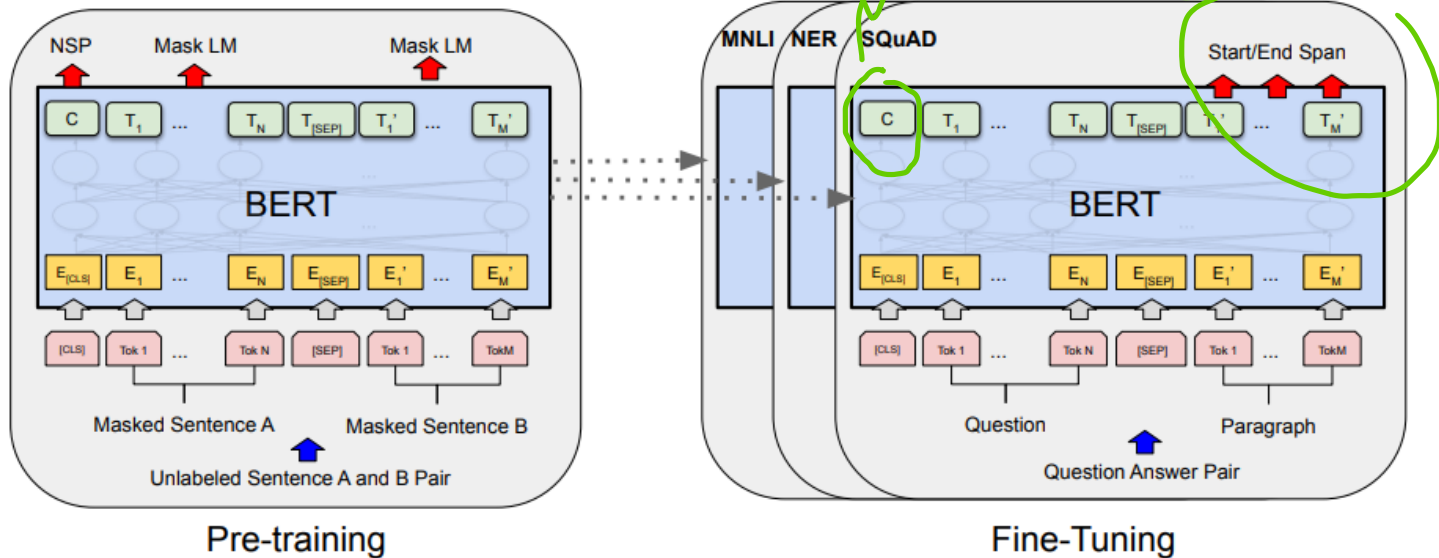 NSP Mask LM Mask LM
C T1 ... TN T[SEP] T1' ... TM'
BERT
E[CLS] E1 ... EN E[SEP] E1' ... EM'
[CLS] Tok 1 ... Tok N [SEP] Tok 1 ... TokM
Masked Sentence A Masked Sentence B
Unlabeled Sentence A and B Pair
Pre-training
MNLI NER SQuAD
Start/End Span
C T1 ... TN T[SEP] T1' ... TM'
BERT
E[CLS] E1 ... EN E[SEP] E1' ... EM'
[CLS] Tok 1 ... Tok N [SEP] Tok 1 ... TokM
Question Paragraph
Question Answer Pair
Fine-Tuning